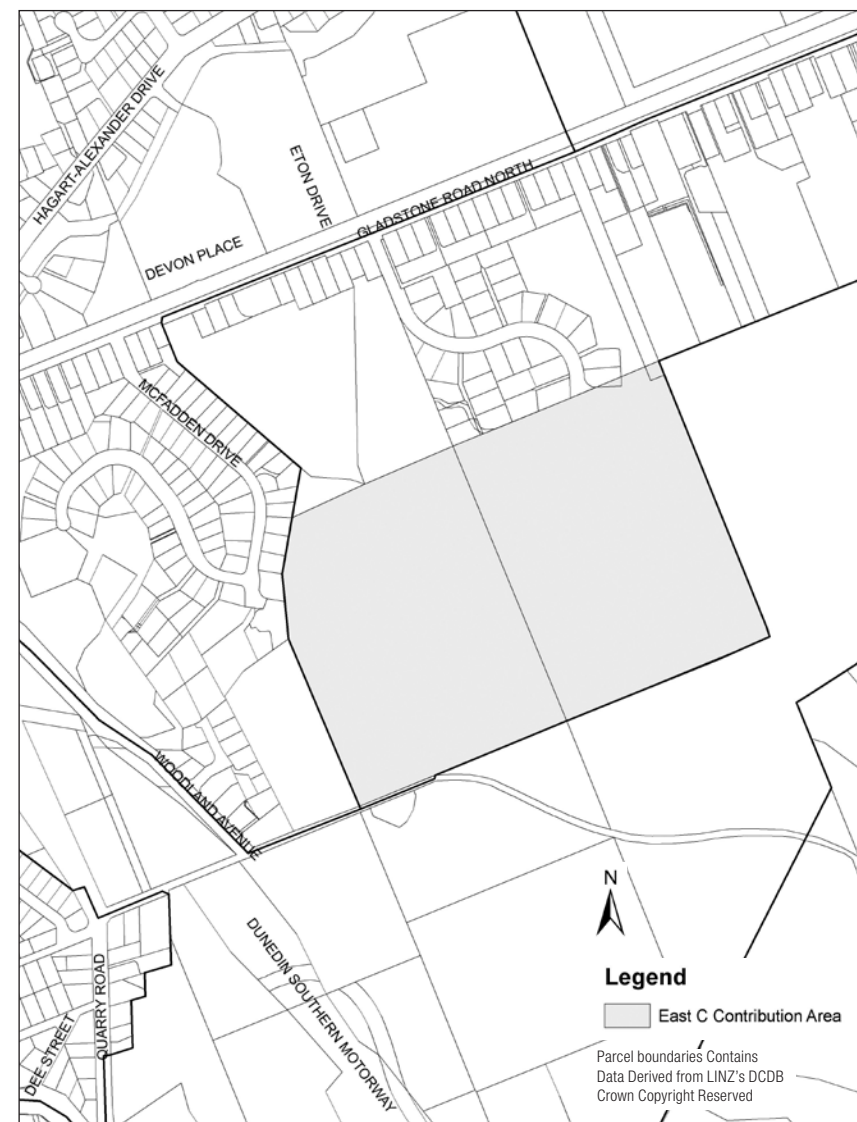 HAGART-ALEXANDER DRIVE
ETON DRIVE
GLADSTONE ROAD NORTH
DEVON PLACE
MCFADDEN DRIVE
WOODLAND AVENUE
N
DUNEDIN SOUTHERN MOTORWAY
QUARRY ROAD
DEE STREET
Legend
East C Contribution Area
Parcel boundaries Contains
Data Derived from LINZ's DCDB
Crown Copyright Reserved